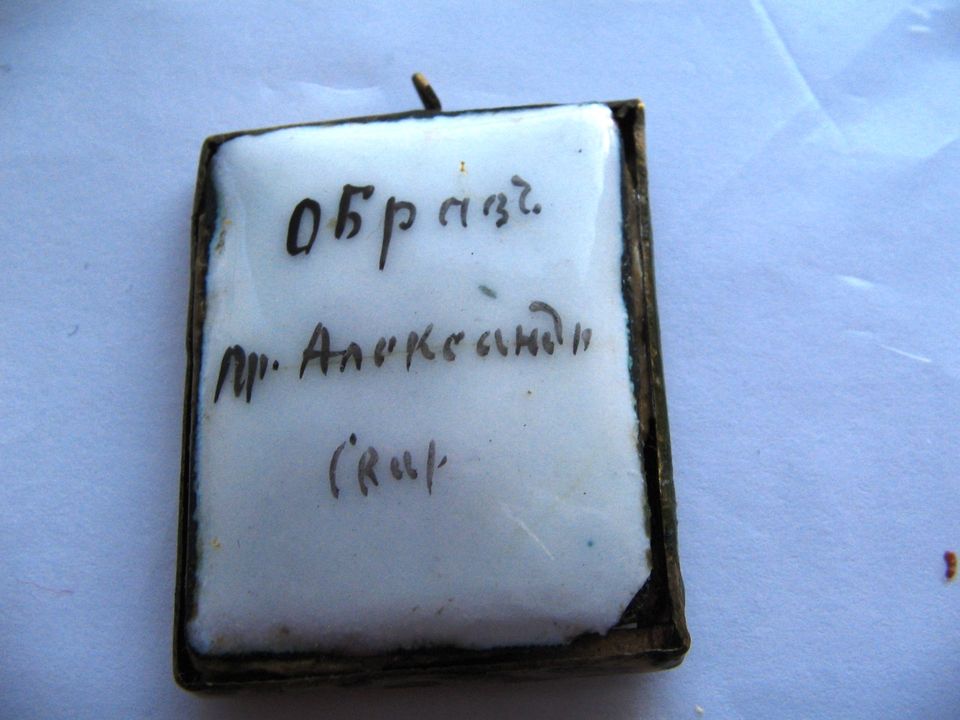 Образъ
пр. Александр
Свир